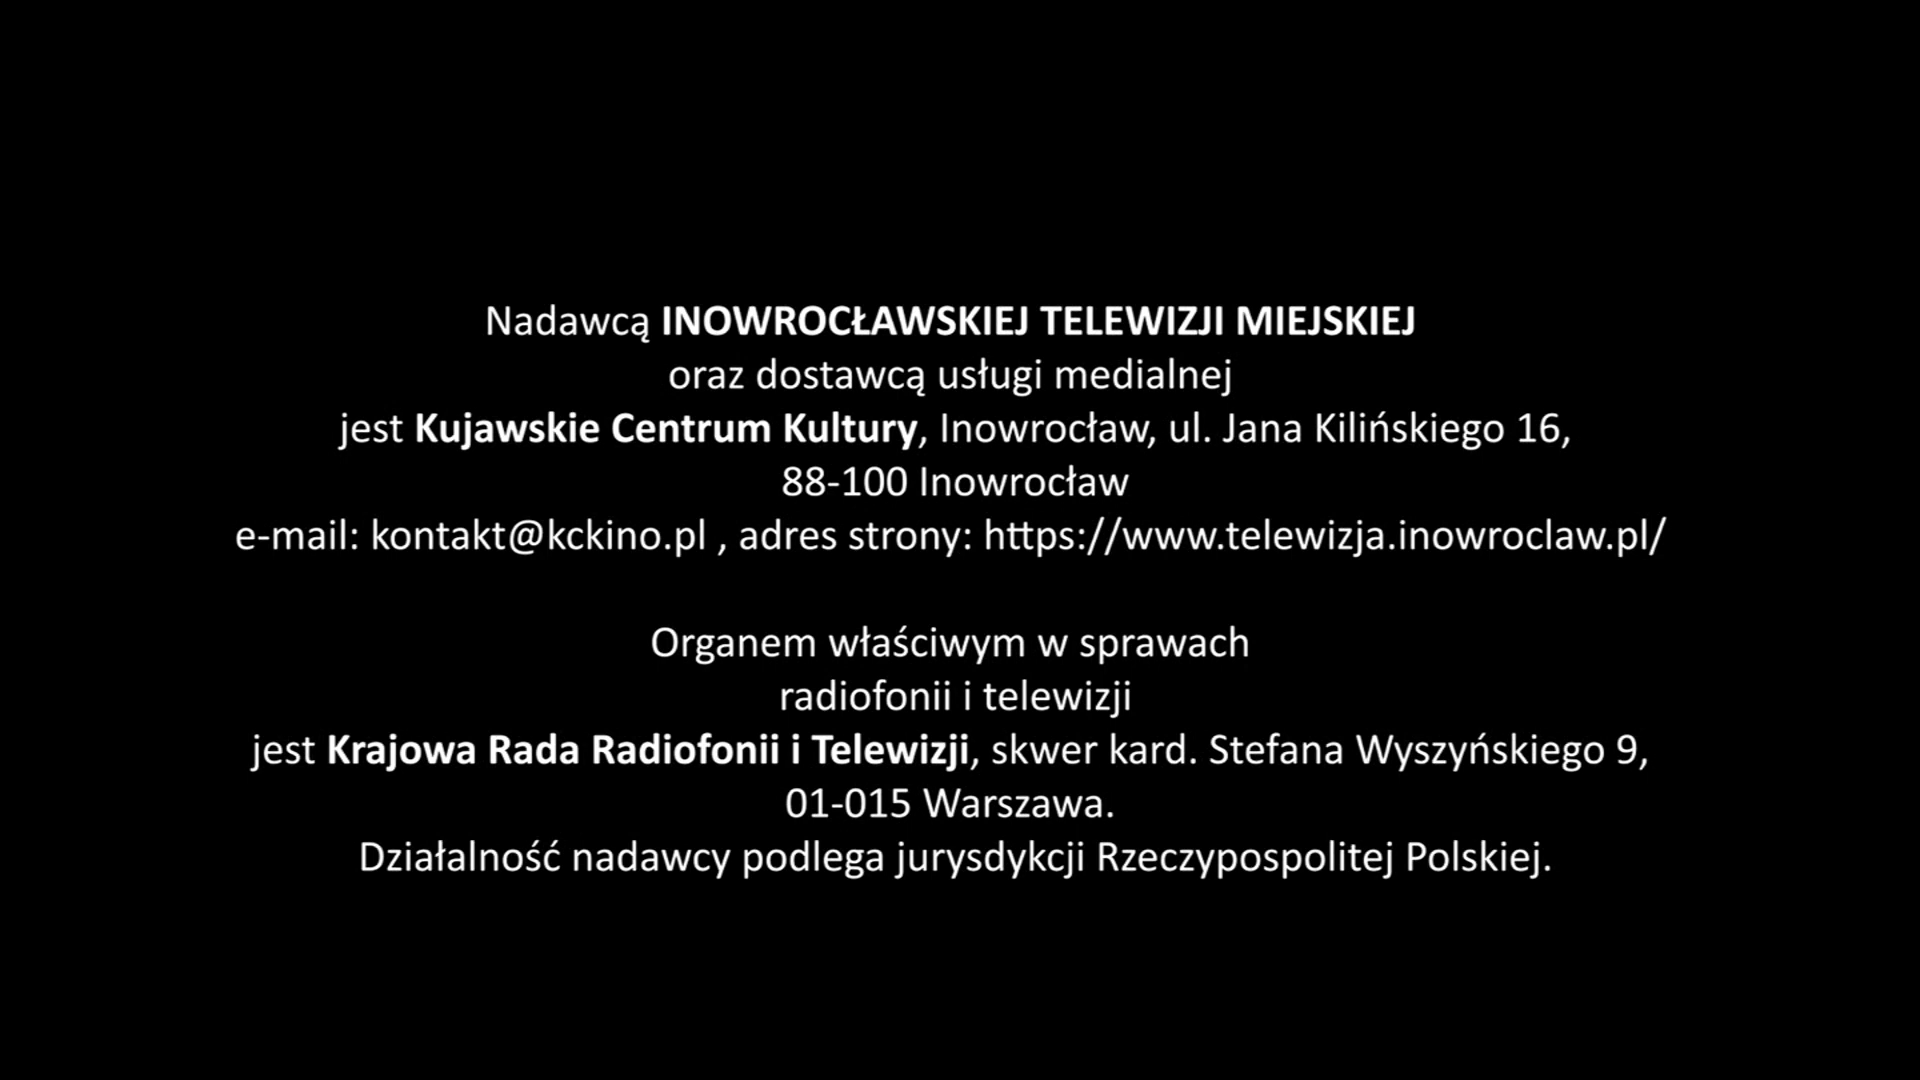 Nadawcą INOWROCŁAWSKIEJ TELEWIZJI MIEJSKIEJ
oraz dostawcą usługi medialnej
jest Kujawskie Centrum Kultury, Inowrocław, ul. Jana Kilińskiego 16,
88-100 Inowrocław
e-mail: kontakt@kckino.pl , adres strony: https://www.telewizja.inowroclaw.pl/
Organem właściwym w sprawach
radiofonii i telewizji
jest Krajowa Rada Radiofonii i Telewizji, skwer kard. Stefana Wyszyńskiego 9,
01-015 Warszawa.
Działalność nadawcy podlega jurysdykcji Rzeczypospolitej Polskiej.